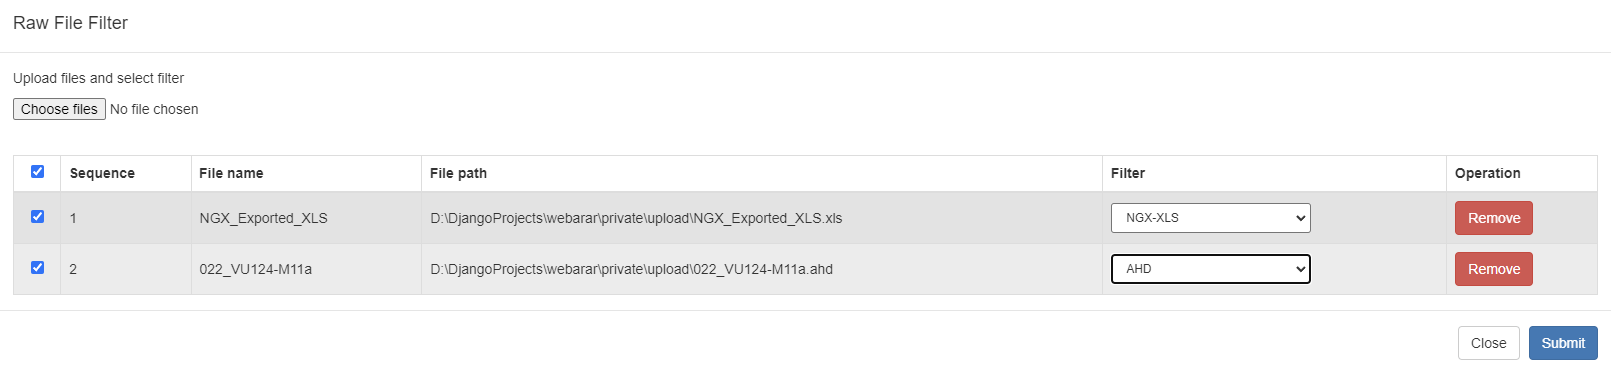 Raw File Filter
Upload files and select filter
Choose files No file chosen
Sequence File name File path Filter Operation
1 NGX_Exported_XLS D:\DjangoProjects\webarar\private\upload\NGX_Exported_XLS.xls NGX-XLS Remove
2 022_VU124-M11a D:\DjangoProjects\webarar\private\upload\022_VU124-M11a.ahd AHD Remove
Close Submit